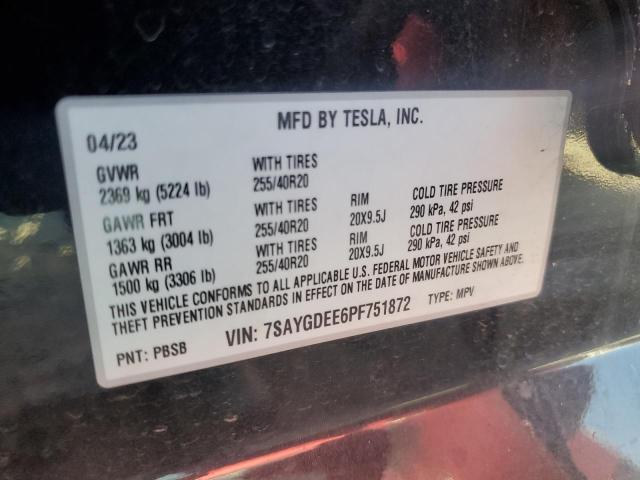 MFD BY TESLA, INC.
04/23
GVWR WITH TIRES
2369 kg (5224 lb) 255/40R20
GAWR FRT WITH TIRES RIM COLD TIRE PRESSURE
1363 kg (3004 lb) 255/40R20 20X9.5J 290 kPa, 42 psi
GAWR RR WITH TIRES RIM COLD TIRE PRESSURE
1500 kg (3306 lb) 255/40R20 20X9.5J 290 kPa, 42 psi
THIS VEHICLE CONFORMS TO ALL APPLICABLE U.S. FEDERAL MOTOR VEHICLE SAFETY AND
THEFT PREVENTION STANDARDS IN EFFECT ON THE DATE OF MANUFACTURE SHOWN ABOVE.
PNT: PBSB VIN: 7SAYGDEE6PF751872 TYPE: MPV